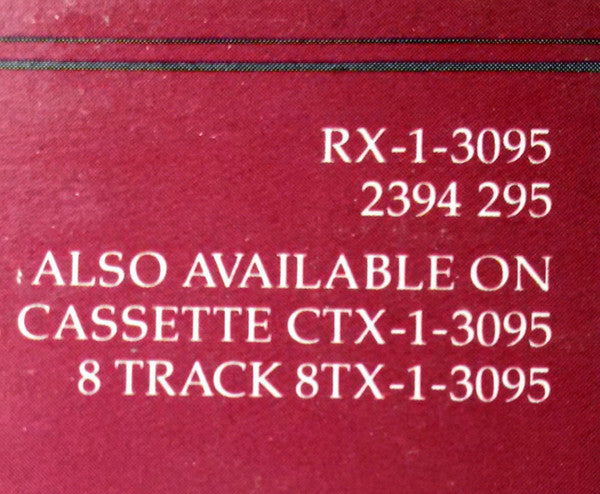 RX-1-3095
2394 295
ALSO AVAILABLE ON
CASSETTE CTX-1-3095
8 TRACK 8TX-1-3095